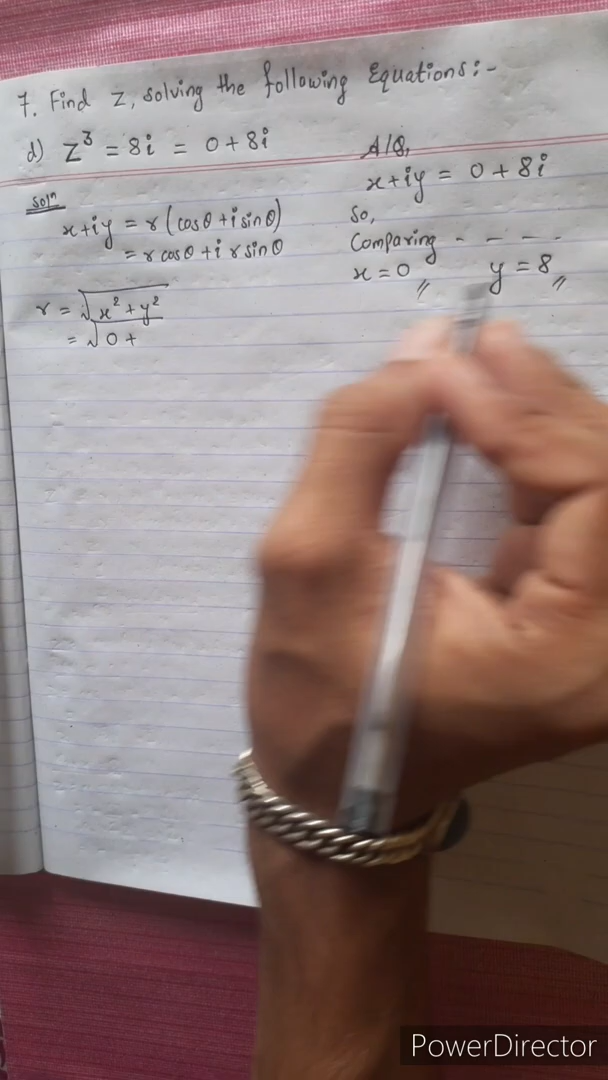 7. Find z, solving the following Equations:-
d) z³ = 8i = 0 + 8i
Solⁿ
x+iy = r(cosθ + i sinθ)
= r cosθ + i r sinθ
r = √x² + y²
= √0 +
A/Q,
x+iy = 0 + 8i
So,
Comparing - - - -
x = 0,, y = 8,,
PowerDirector